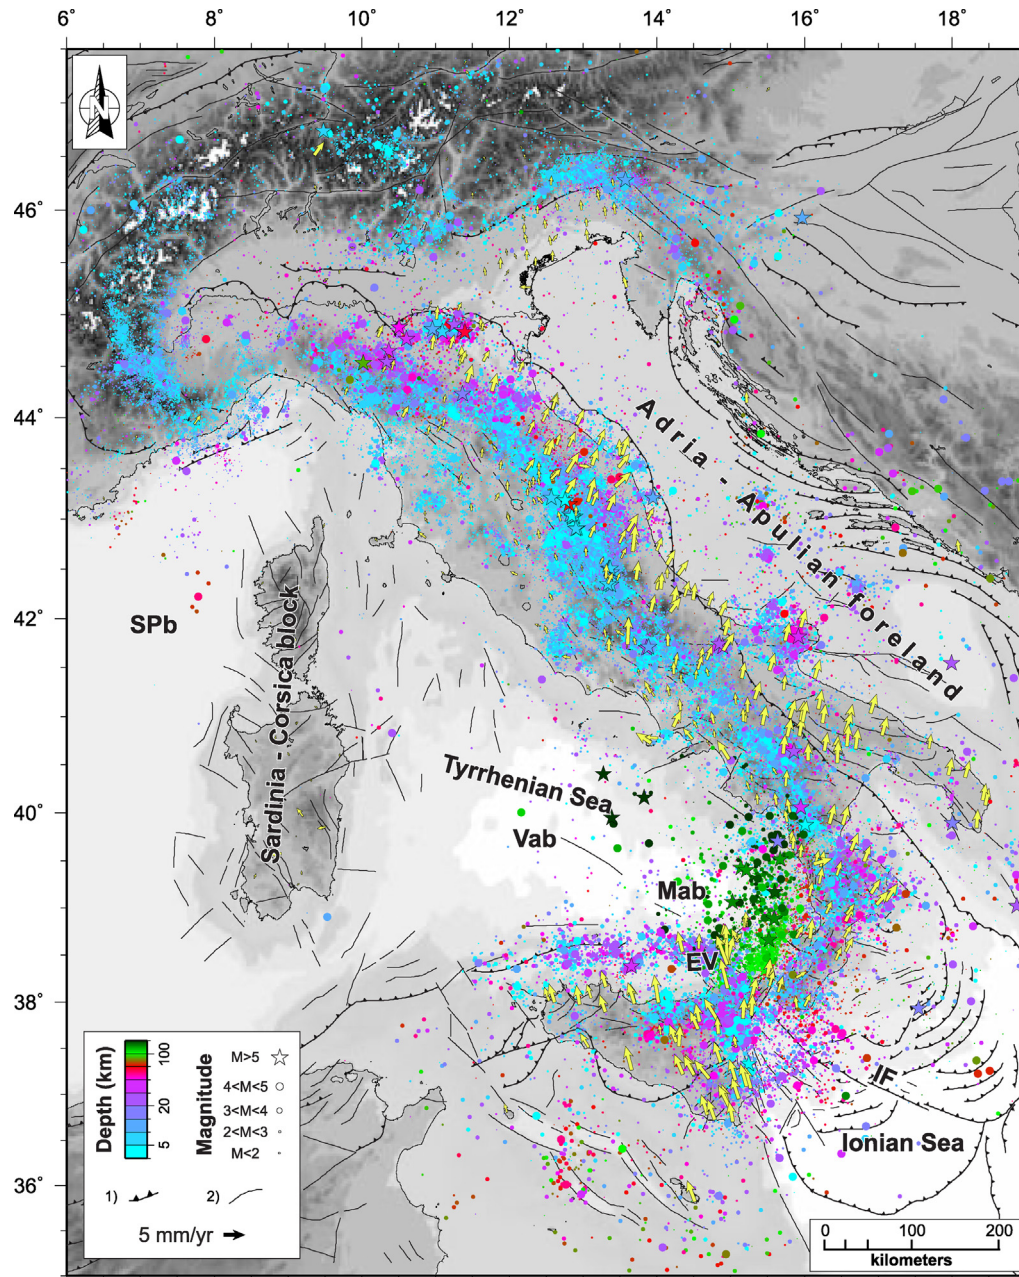 6° 8° 10° 12° 14° 16° 18°
N
46°
44°
42°
40°
38°
36°
Adria - Apulian foreland
SPb
Sardinia - Corsica block
Tyrrhenian Sea
Vab
Mab
EV
IF
Ionian Sea
Depth (km)
100
20
5
Magnitude
M>5
4<M<5
3<M<4
2<M<3
M<2
1)
2)
5 mm/yr
0 100 200
kilometers